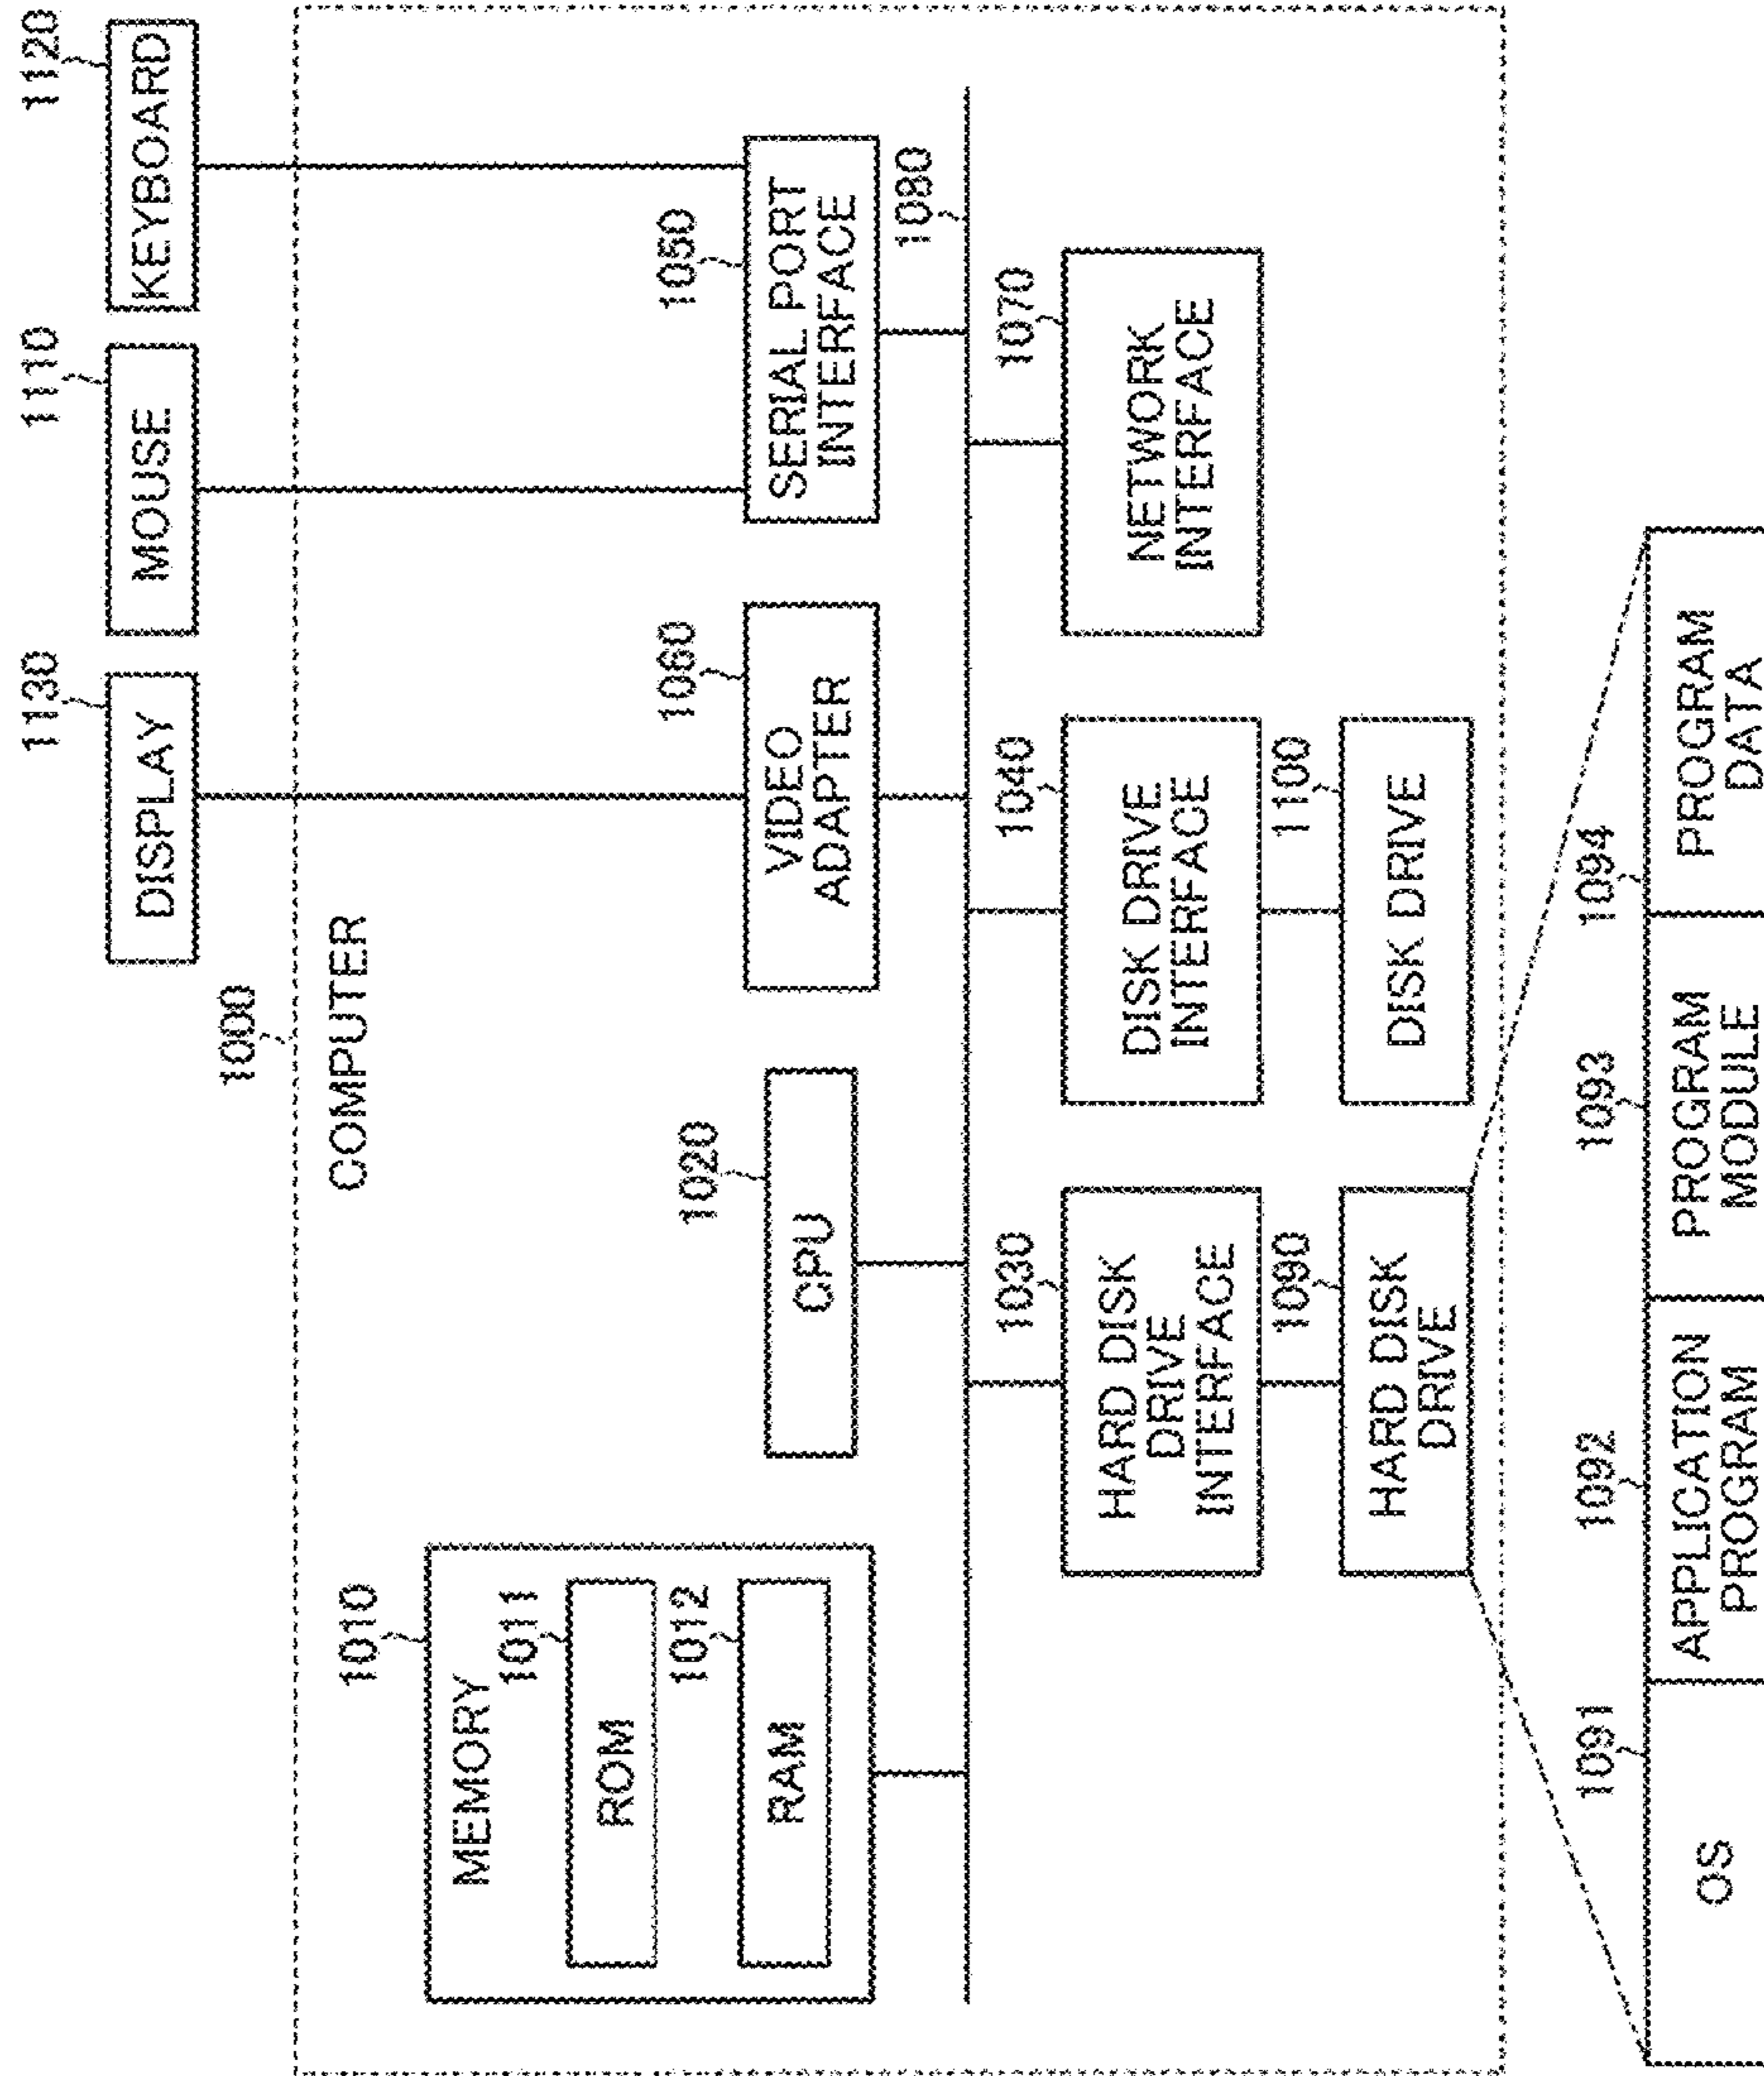 1130
DISPLAY
1110
MOUSE
1120
KEYBOARD
1000
COMPUTER
1010
MEMORY
1011
ROM
1012
RAM
1020
CPU
1060
VIDEO
ADAPTER
1050
SERIAL PORT
INTERFACE
1080
1030
HARD DISK
DRIVE
INTERFACE
1040
DISK DRIVE
INTERFACE
1070
NETWORK
INTERFACE
1090
HARD DISK
DRIVE
1100
DISK DRIVE
1091
OS
1092
APPLICATION
PROGRAM
1093
PROGRAM
MODULE
1094
PROGRAM
DATA